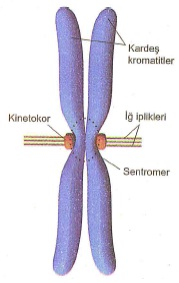 Kardeş
kromatitler
Kinetokor
İğ iplikleri
Sentromer